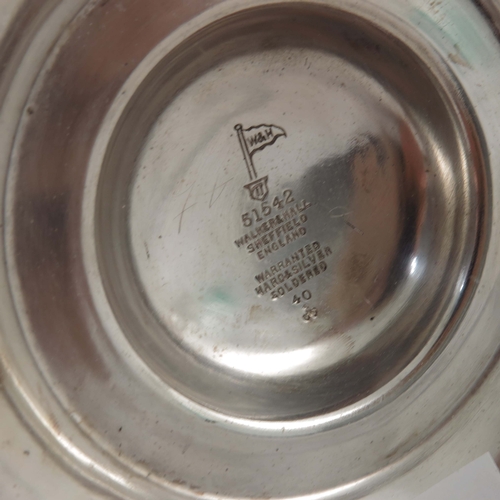 W&H
51542
WALKER & HALL
SHEFFIELD
ENGLAND
WARRANTED
HARD & SILVER
SOLDERED
40